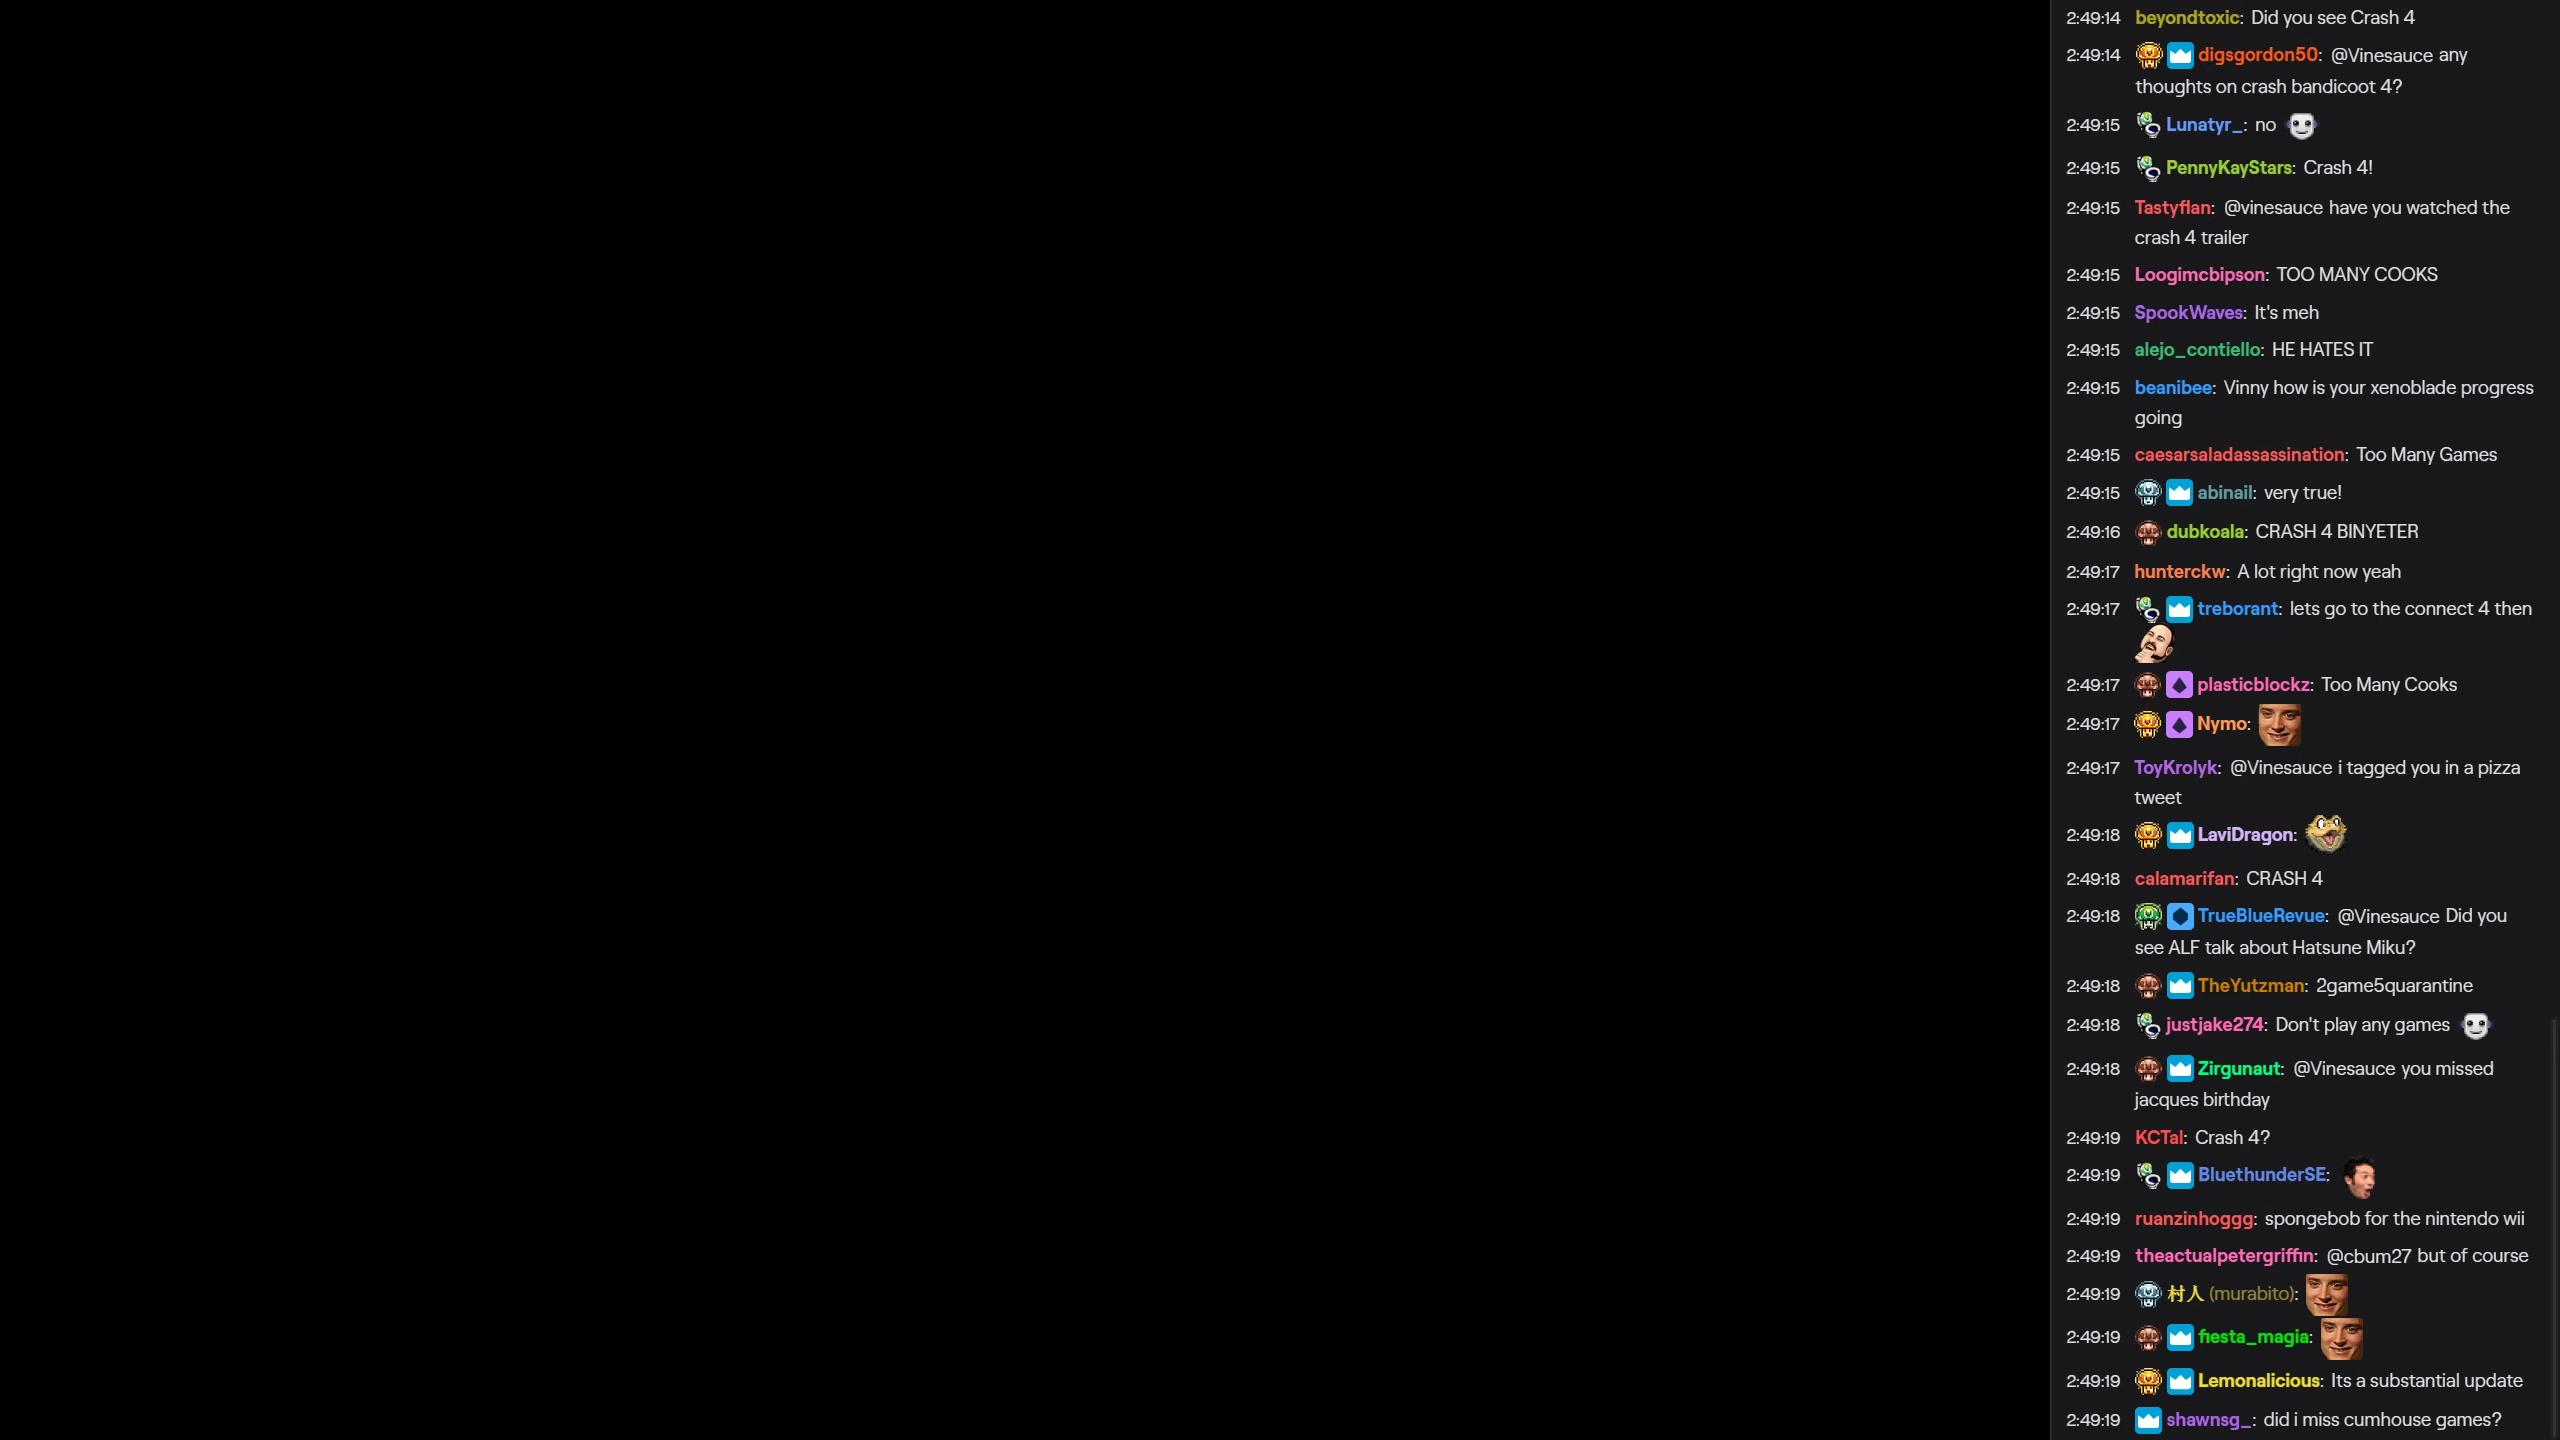 2:49:14 beyondtoxic: Did you see Crash 4
2:49:14 digsgordon50: @Vinesauce any
thoughts on crash bandicoot 4?
2:49:15 Lunatyr_: no
2:49:15 PennyKayStars: Crash 4!
2:49:15 Tastyflan: @vinesauce have you watched the
crash 4 trailer
2:49:15 Loogimcbipson: TOO MANY COOKS
2:49:15 SpookWaves: It's meh
2:49:15 alejo_contiello: HE HATES IT
2:49:15 beanibee: Vinny how is your xenoblade progress
going
2:49:15 caesarsaladassassination: Too Many Games
2:49:15 abinail: very true!
2:49:16 dubkoala: CRASH 4 BINYETER
2:49:17 hunterckw: A lot right now yeah
2:49:17 treborant: lets go to the connect 4 then
2:49:17 plasticblockz: Too Many Cooks
2:49:17 Nymo:
2:49:17 ToyKrolyk: @Vinesauce i tagged you in a pizza
tweet
2:49:18 LaviDragon:
2:49:18 calamarifan: CRASH 4
2:49:18 TrueBlueRevue: @Vinesauce Did you
see ALF talk about Hatsune Miku?
2:49:18 TheYutzman: 2game5quarantine
2:49:18 justjake274: Don't play any games
2:49:18 Zirgunaut: @Vinesauce you missed
jacques birthday
2:49:19 KCTal: Crash 4?
2:49:19 BluethunderSE:
2:49:19 ruanzinhoggg: spongebob for the nintendo wii
2:49:19 theactualpetergriffin: @cbum27 but of course
2:49:19 村人 (murabito):
2:49:19 fiesta_magia:
2:49:19 Lemonalicious: Its a substantial update
2:49:19 shawnsg_: did i miss cumhouse games?